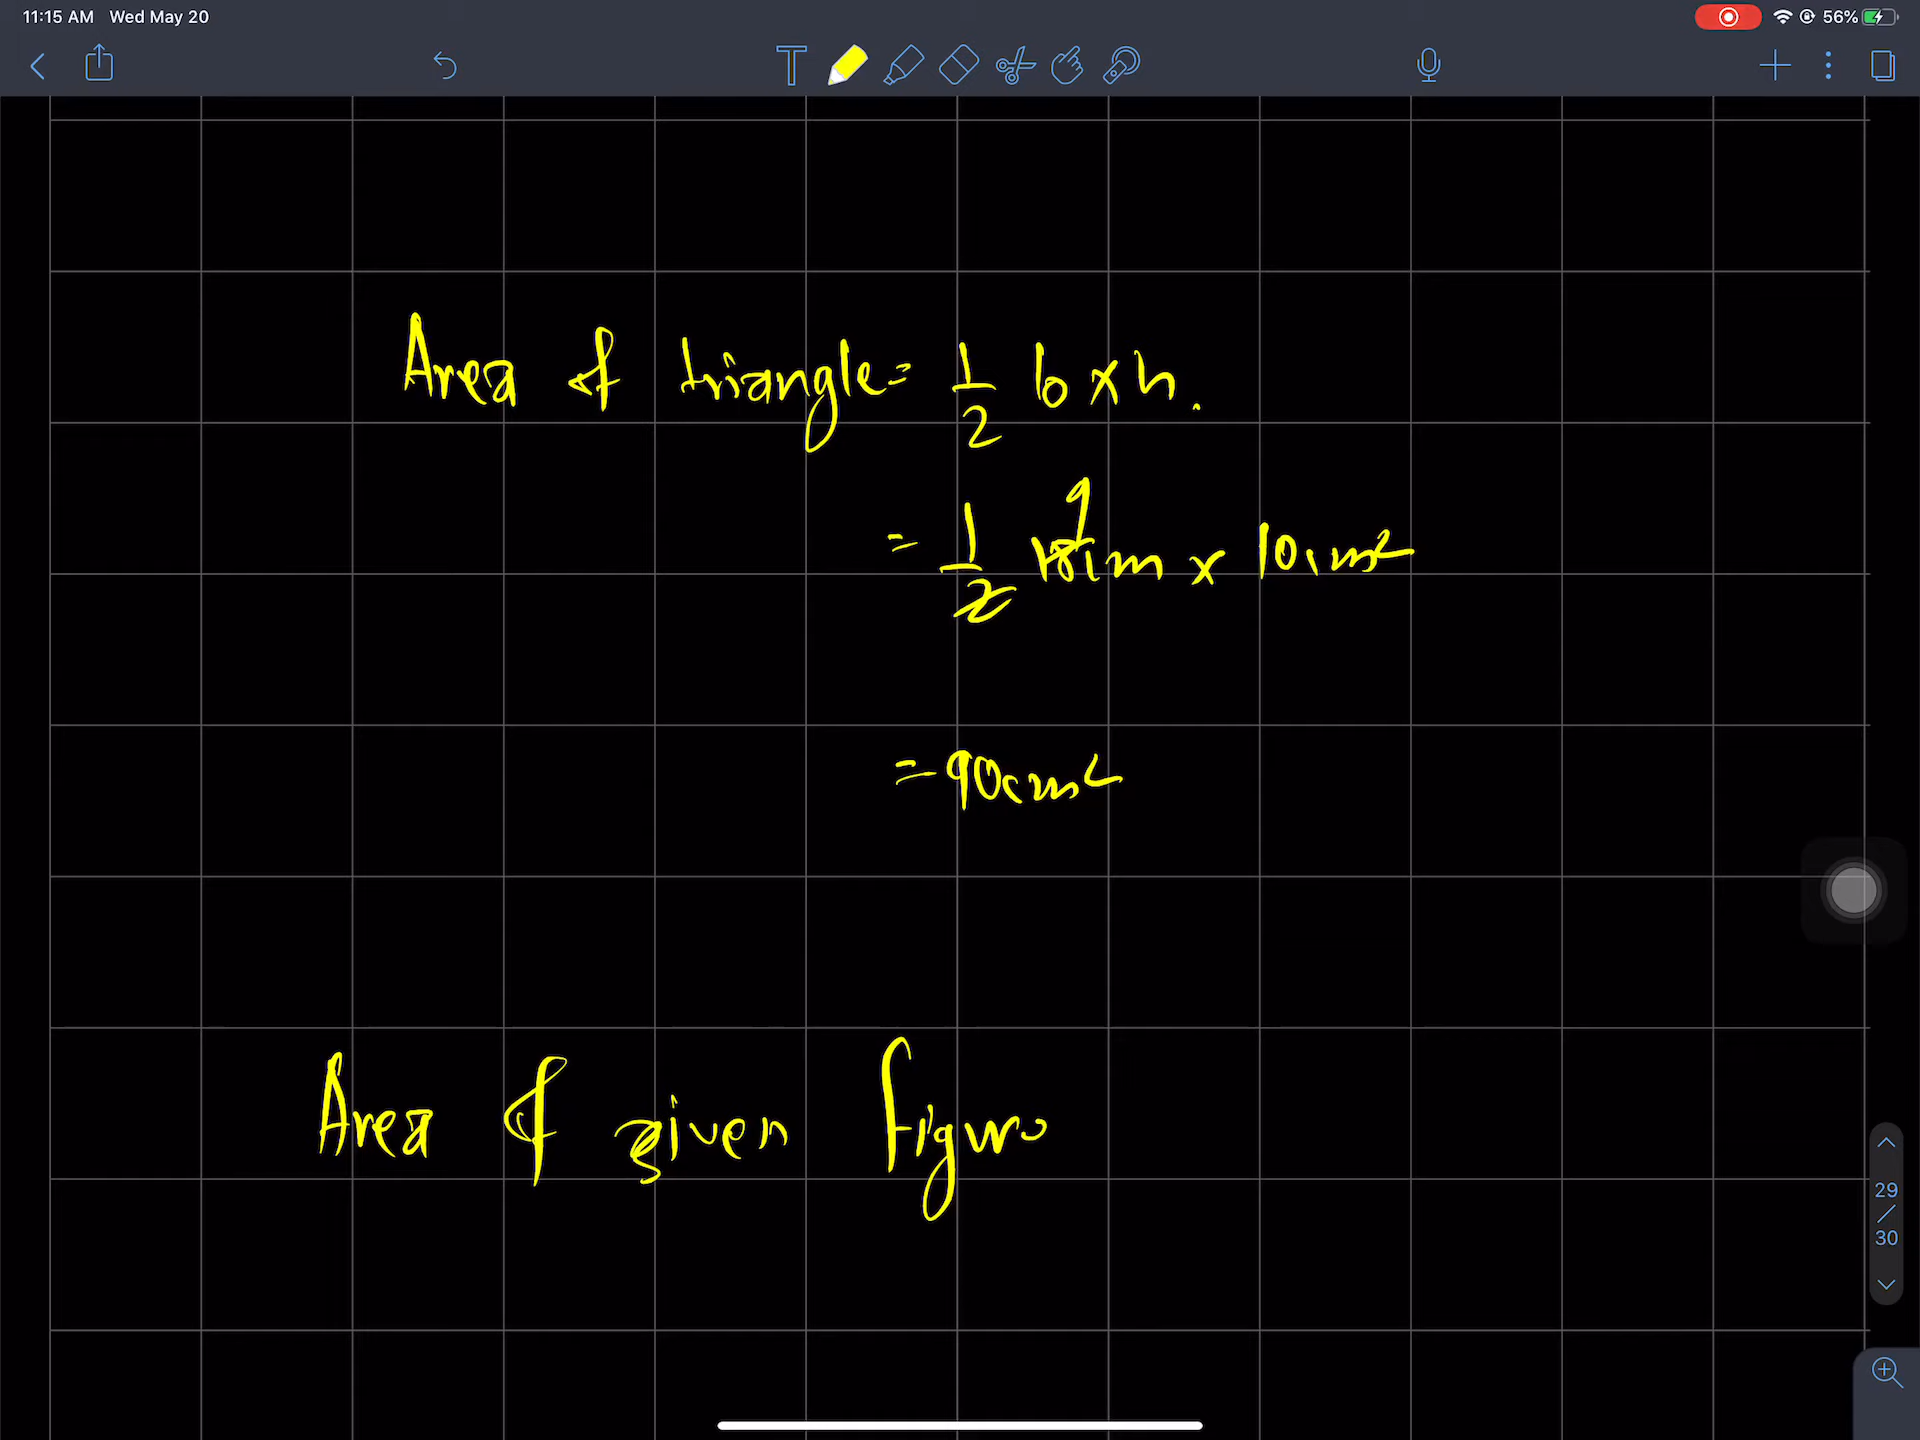 11:15 AM Wed May 20
56%
Area of triangle = 1/2 b × h.
= 1/2 18cm × 10cm² 9
= 90cm²
Area of given figure
29
/
30